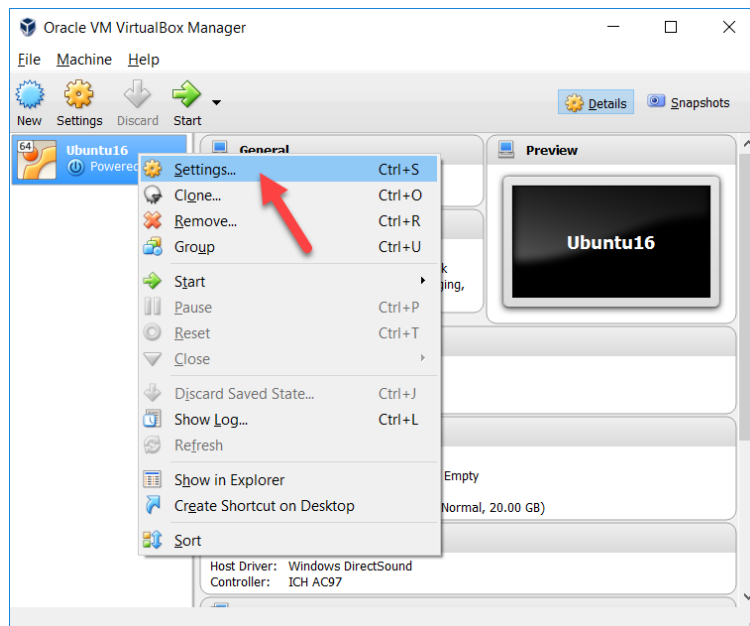 Oracle VM VirtualBox Manager
File Machine Help
New Settings Discard Start Details Snapshots
64 Ubuntu16
Powered
General
Preview
Ubuntu16
Settings... Ctrl+S
Clone... Ctrl+O
Remove... Ctrl+R
Group Ctrl+U
Start
Pause Ctrl+P
Reset Ctrl+T
Close
Discard Saved State... Ctrl+J
Show Log... Ctrl+L
Refresh
Show in Explorer
Create Shortcut on Desktop
Sort
k
ging,
Empty
Normal, 20.00 GB)
Host Driver: Windows DirectSound
Controller: ICH AC97